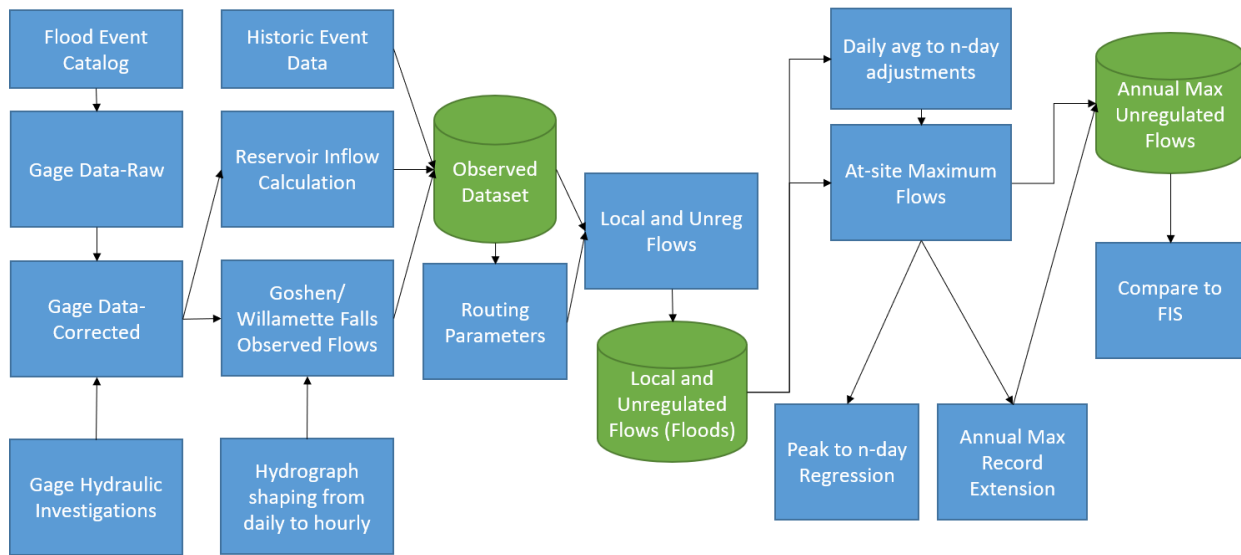 Flood Event
Catalog
Historic Event
Data
Daily avg to n-day
adjustments
Annual Max
Unregulated
Flows
Gage Data-Raw
Reservoir Inflow
Calculation
Observed
Dataset
At-site Maximum
Flows
Local and Unreg
Flows
Gage Data-
Corrected
Goshen/
Willamette Falls
Observed Flows
Routing
Parameters
Compare to
FIS
Local and
Unregulated
Flows (Floods)
Gage Hydraulic
Investigations
Hydrograph
shaping from
daily to hourly
Peak to n-day
Regression
Annual Max
Record
Extension